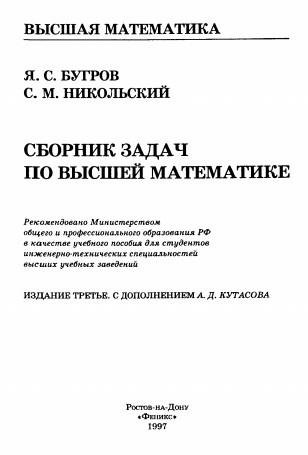 ВЫСШАЯ МАТЕМАТИКА
Я. С. БУГРОВ
С. М. НИКОЛЬСКИЙ
СБОРНИК ЗАДАЧ
ПО ВЫСШЕЙ МАТЕМАТИКЕ
Рекомендовано Министерством
общего и профессионального образования РФ
в качестве учебного пособия для студентов
инженерно-технических специальностей
высших учебных заведений
ИЗДАНИЕ ТРЕТЬЕ. С ДОПОЛНЕНИЕМ А. Д. КУТАСОВА
РОСТОВ-НА-ДОНУ
«ФЕНИКС»
1997